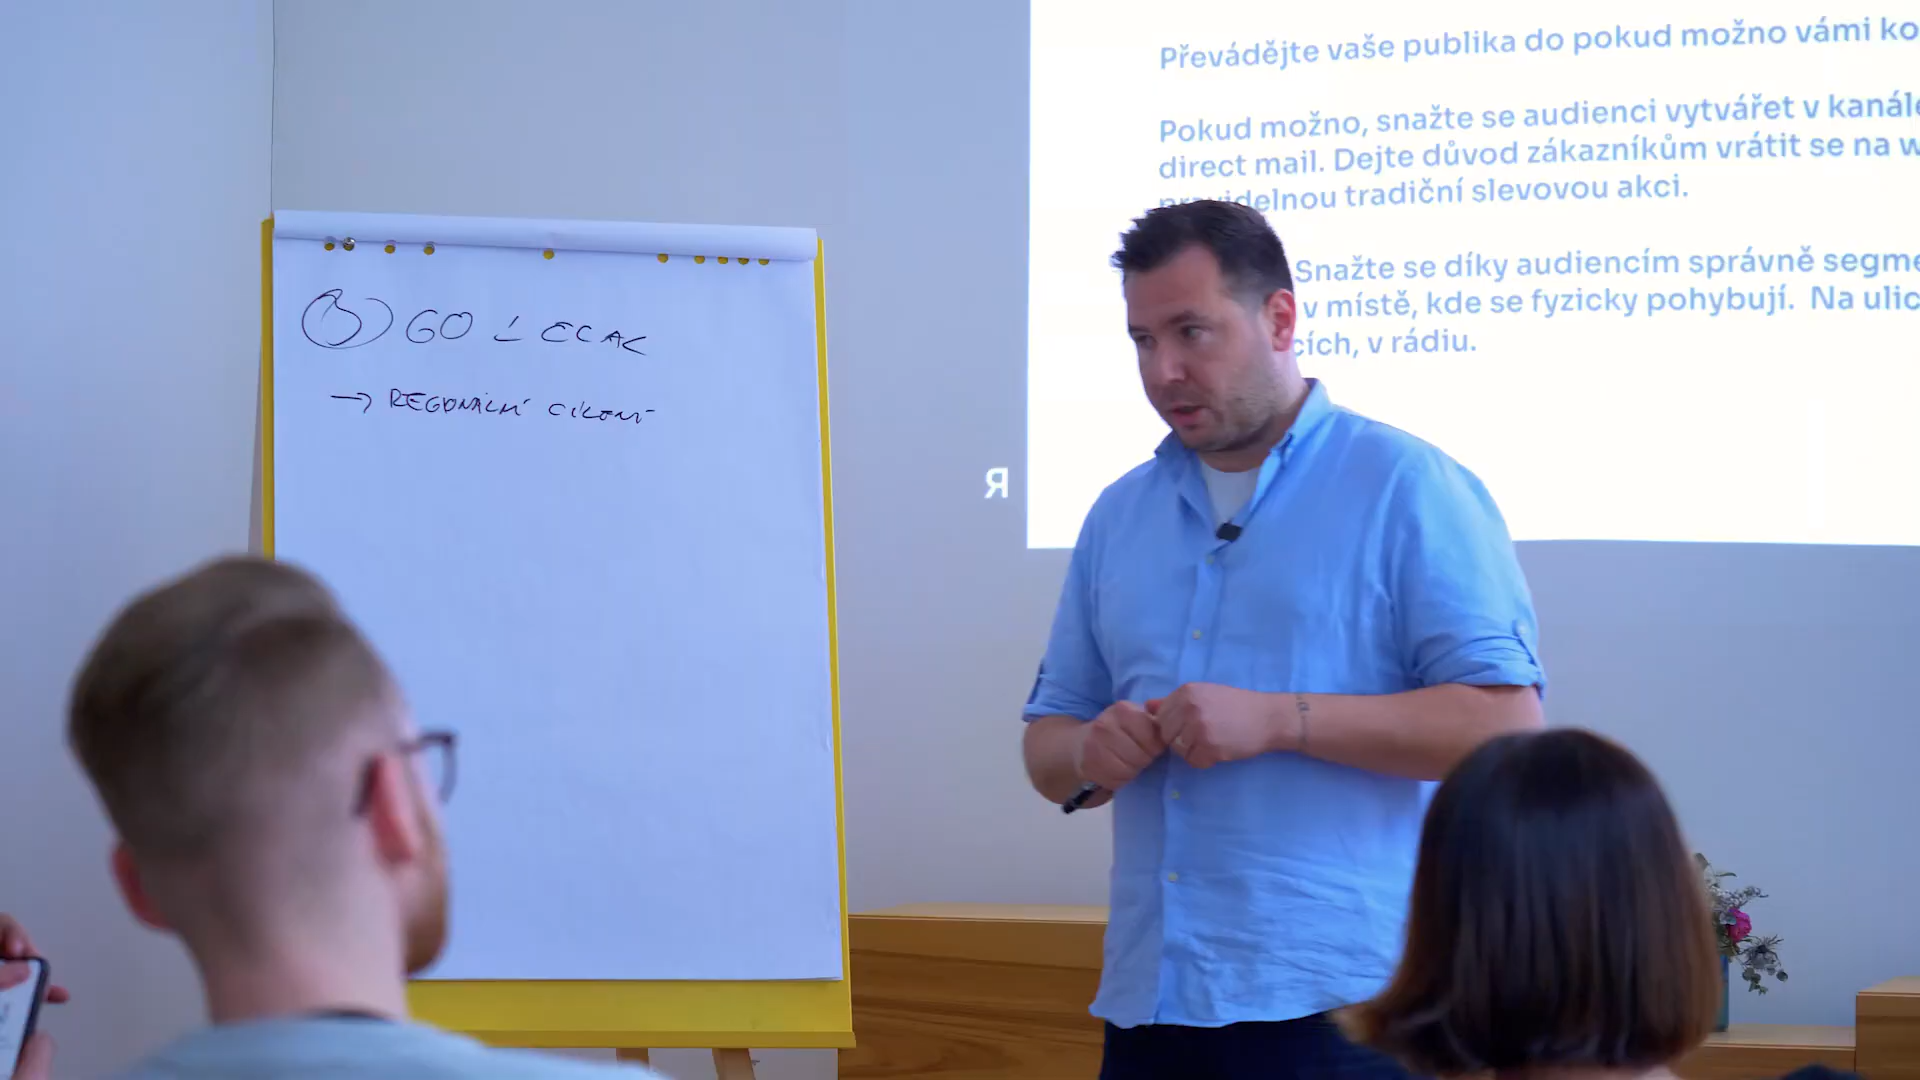 3) GO LOCAL
→ REGIONÁLNÍ CÍLENÍ
Převádějte vaše publika do pokud možno vámi ko
Pokud možno, snažte se audienci vytvářet v kanále
direct mail. Dejte důvod zákazníkům vrátit se na w
pravidelnou tradiční slevovou akci.
Snažte se díky audiencím správně segme
v místě, kde se fyzicky pohybují. Na ulic
cích, v rádiu.
R